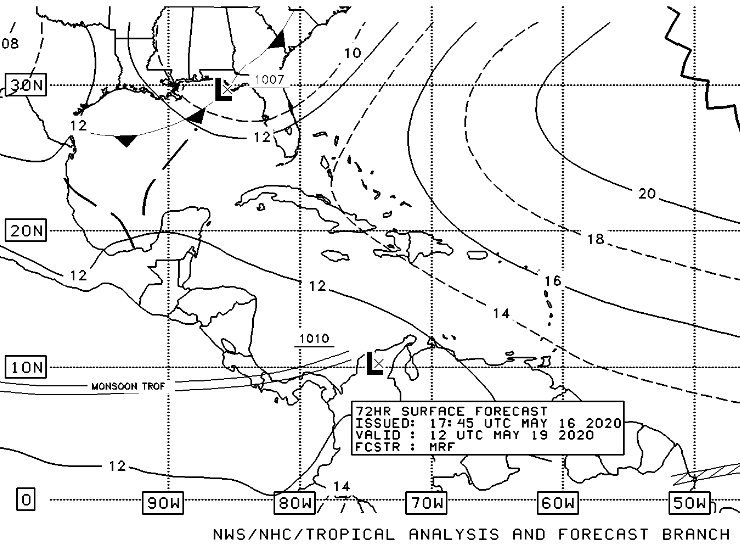 08
10
30N
1007
12
12
20
20N
18
12
12
16
14
1010
10N
MONSOON TROF
72HR SURFACE FORECAST
ISSUED: 17:45 UTC MAY 16 2020
VALID : 12 UTC MAY 19 2020
FCSTR : MRF
12
14
0
90W
80W
70W
60W
50W
L
L
NWS/NHC/TROPICAL ANALYSIS AND FORECAST BRANCH